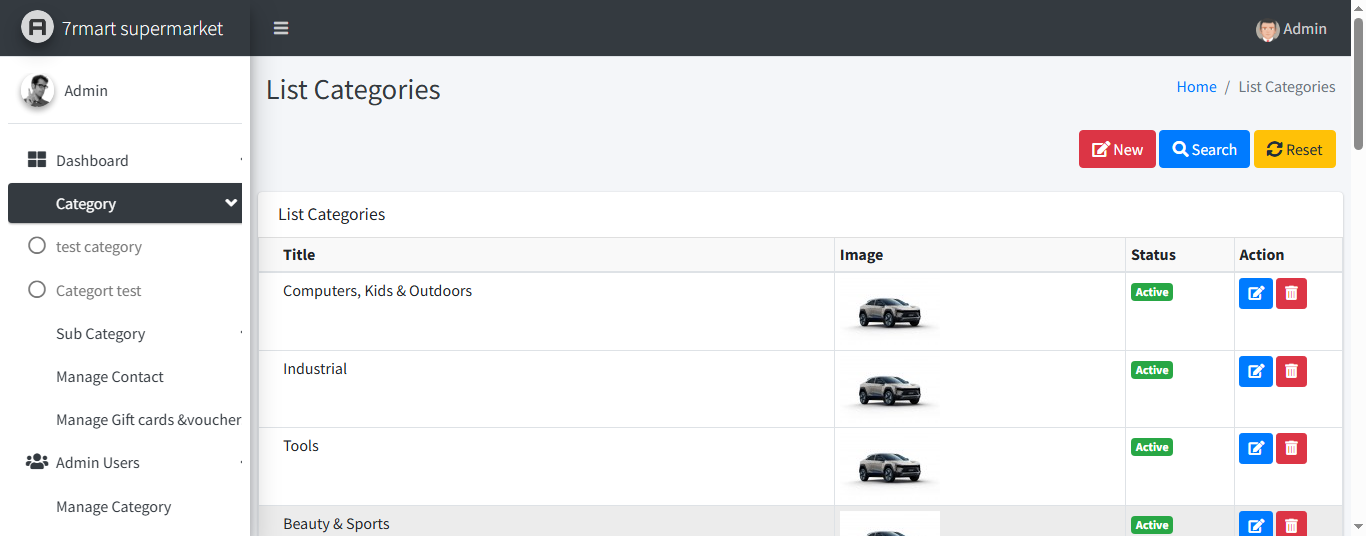 7rmart supermarket
Admin
Admin
Dashboard
Category
test category
Categort test
Sub Category
Manage Contact
Manage Gift cards &voucher
Admin Users
Manage Category
List Categories
Home / List Categories
New Search Reset
List Categories
Title Image Status Action
Computers, Kids & Outdoors Active
Industrial Active
Tools Active
Beauty & Sports Active